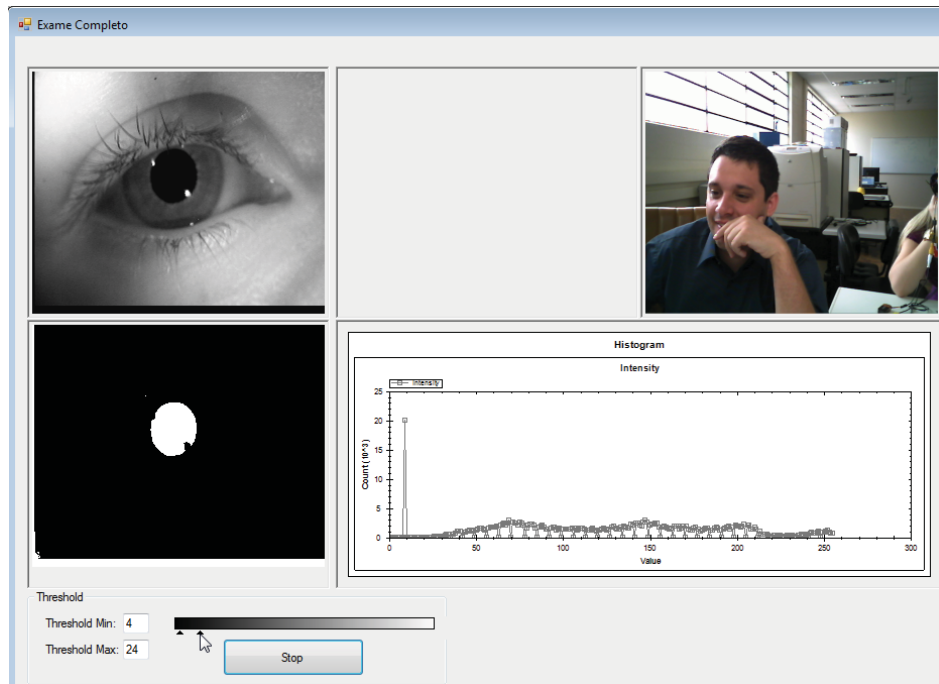 Exame Completo
Histogram
Intensity
Intensity
25
20
15
10
5
0
Count (10^3)
0 50 100 150 200 250 300
Value
Threshold
Threshold Min: 4
Threshold Max: 24
Stop